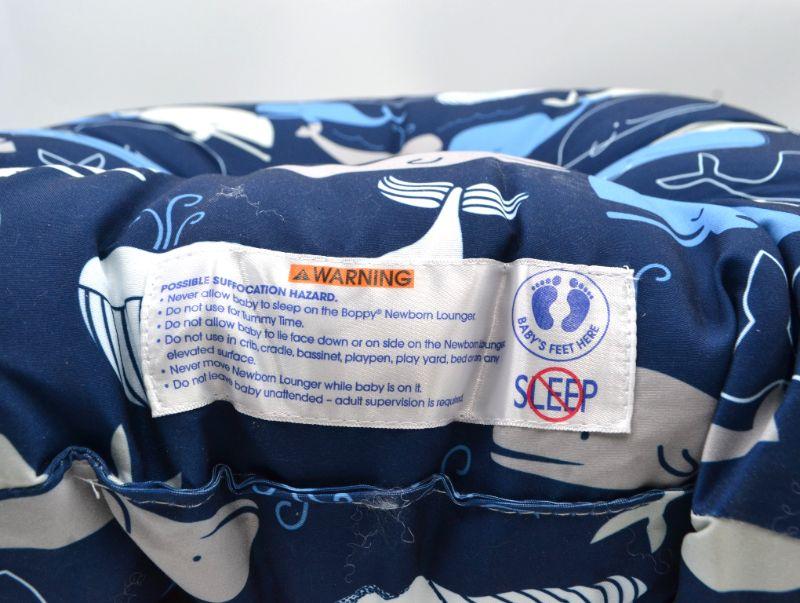 WARNING
POSSIBLE SUFFOCATION HAZARD.
• Never allow baby to sleep on the Boppy® Newborn Lounger.
• Do not use for Tummy Time.
• Do not allow baby to lie face down or on side on the Newborn Lounger.
• Do not use in crib, cradle, bassinet, playpen, play yard, bed or on any
elevated surface.
• Never move Newborn Lounger while baby is on it.
• Do not leave baby unattended – adult supervision is required
BABY'S FEET HERE
SLEEP